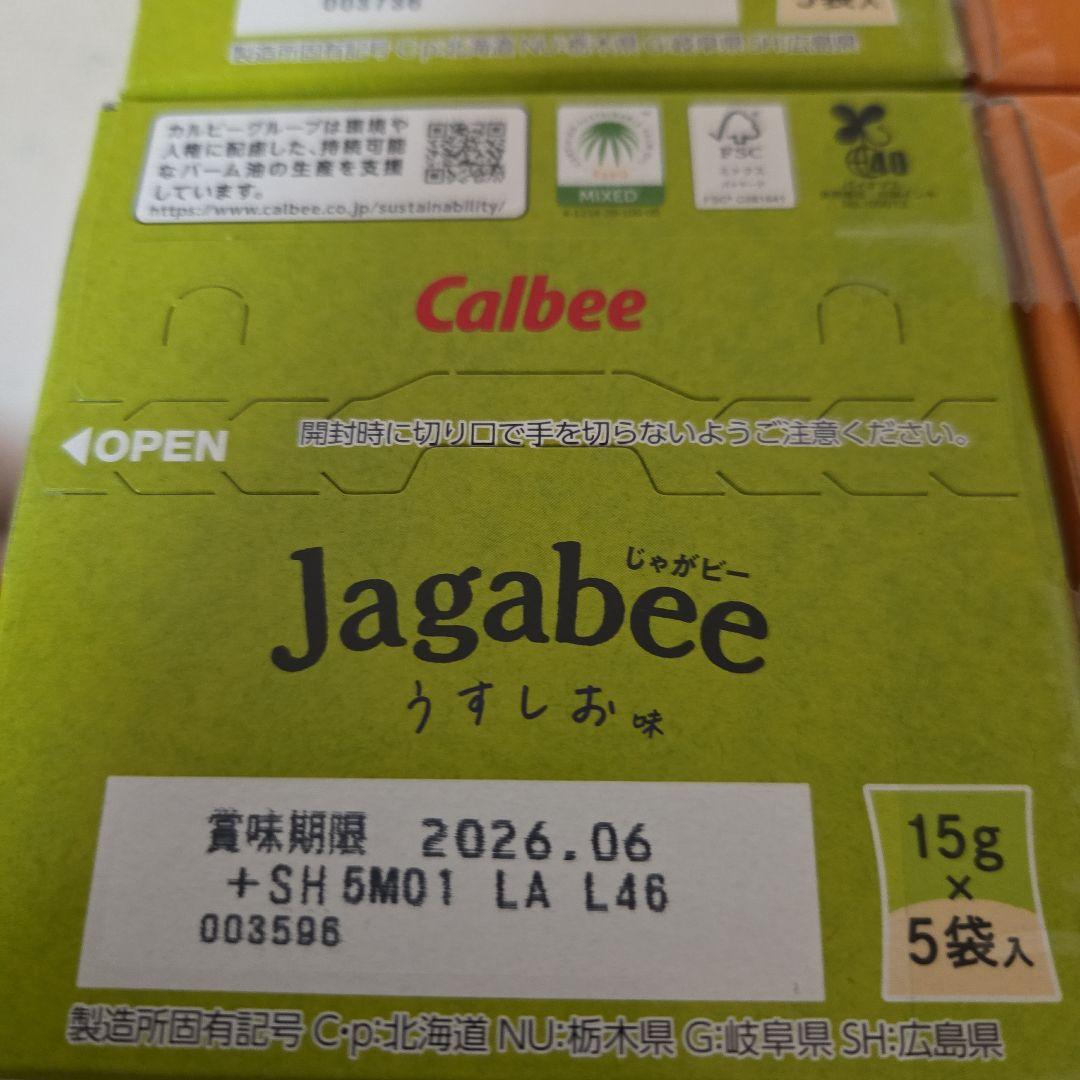 003736
5袋入
製造所固有記号 C・p:北海道 NU:栃木県 G:岐阜県 SH:広島県
カルビーグループは環境や
人権に配慮した、持続可能
なパーム油の生産を支援
しています。
https://www.calbee.co.jp/sustainability/
MIXED
FSC
ミックス
40
Calbee
OPEN
開封時に切り口で手を切らないようご注意ください。
じゃがビー
Jagabee
うすしお味
賞味期限 2026.06
+SH 5M01 LA L46
003596
15g
×
5袋入
製造所固有記号 C・p:北海道 NU:栃木県 G:岐阜県 SH:広島県